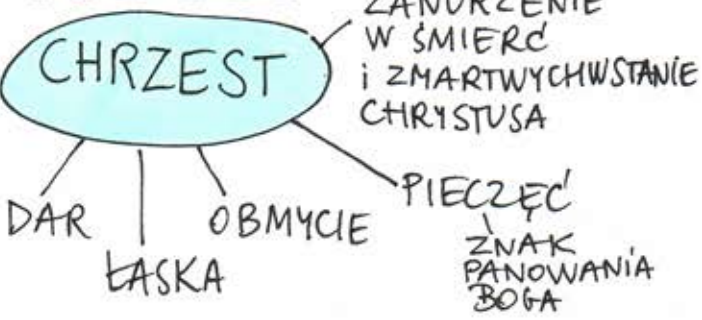 ZANURZENIE
W ŚMIERĆ
i ZMARTWYCHWSTANIE
CHRYSTUSA
CHRZEST
PIECZĘĆ
ZNAK
PANOWANIA
BOGA
DAR
ŁASKA
OBMYCIE